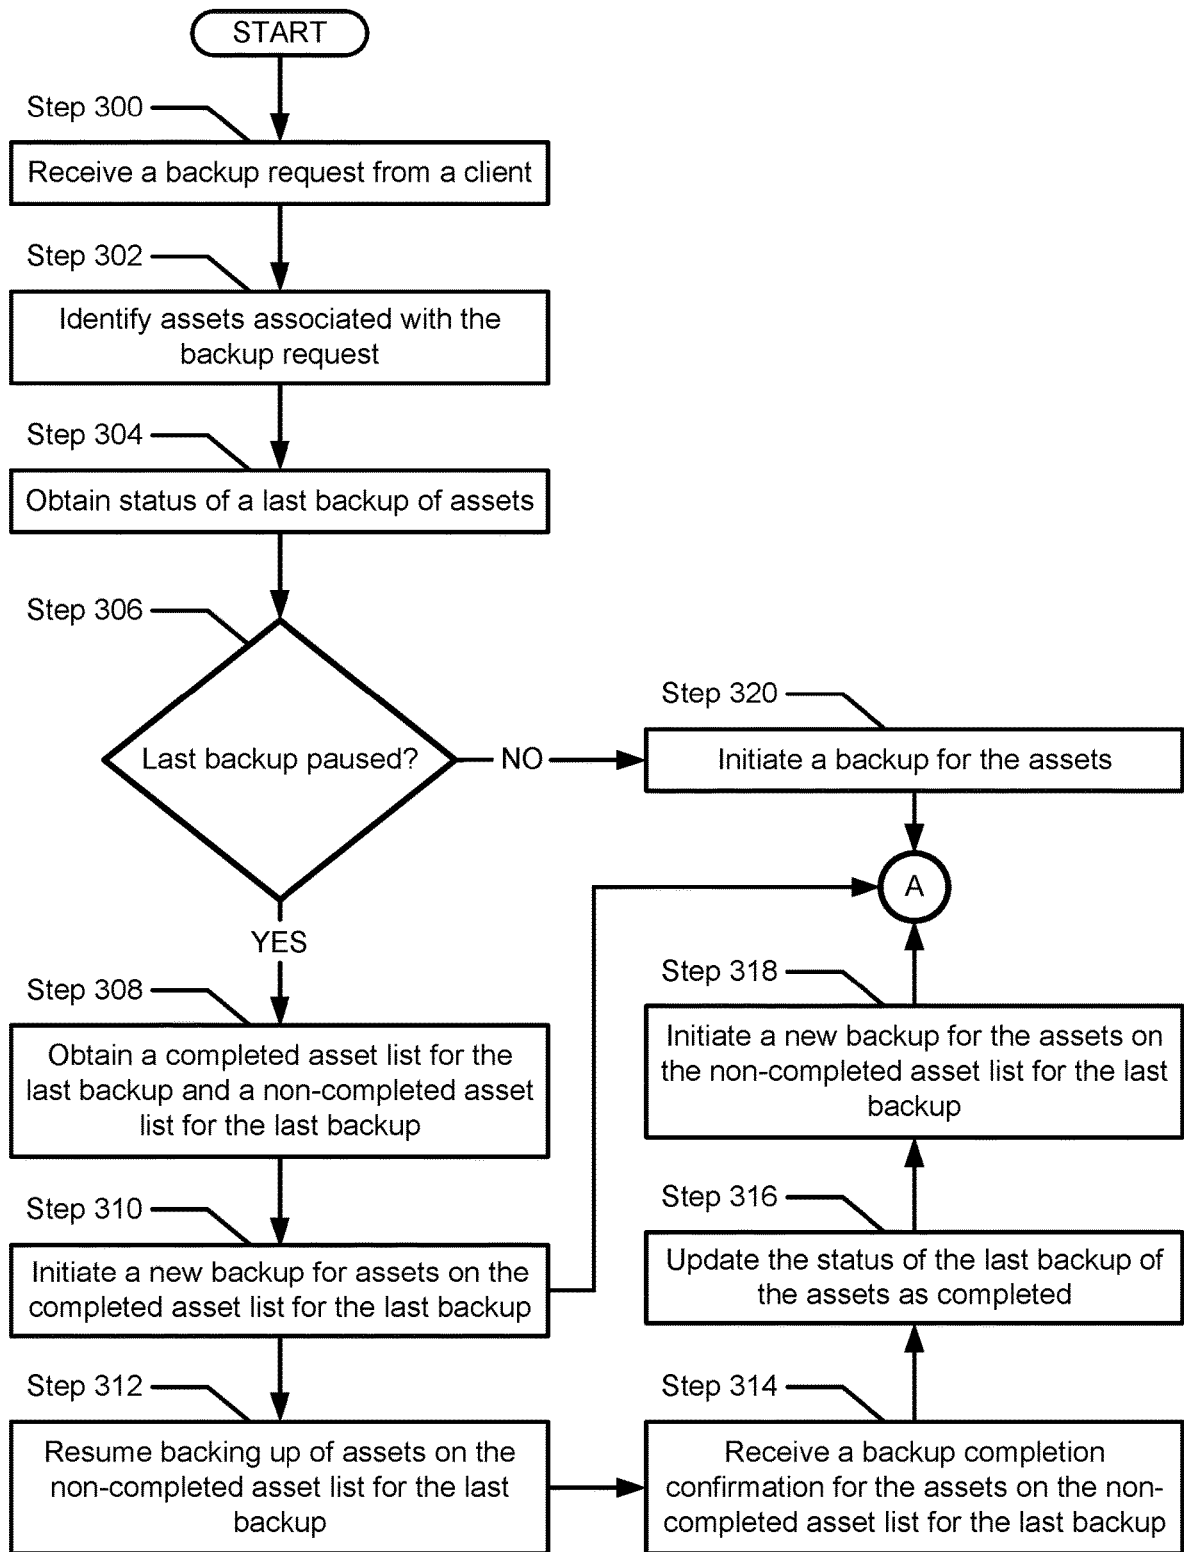 START
Step 300
Receive a backup request from a client
Step 302
Identify assets associated with the
backup request
Step 304
Obtain status of a last backup of assets
Step 306
Last backup paused?
NO
Step 320
Initiate a backup for the assets
A
YES
Step 308
Obtain a completed asset list for the
last backup and a non-completed asset
list for the last backup
Step 310
Initiate a new backup for assets on the
completed asset list for the last backup
Step 312
Resume backing up of assets on the
non-completed asset list for the last
backup
Step 314
Receive a backup completion
confirmation for the assets on the non-
completed asset list for the last backup
Step 316
Update the status of the last backup of
the assets as completed
Step 318
Initiate a new backup for the assets on
the non-completed asset list for the last
backup